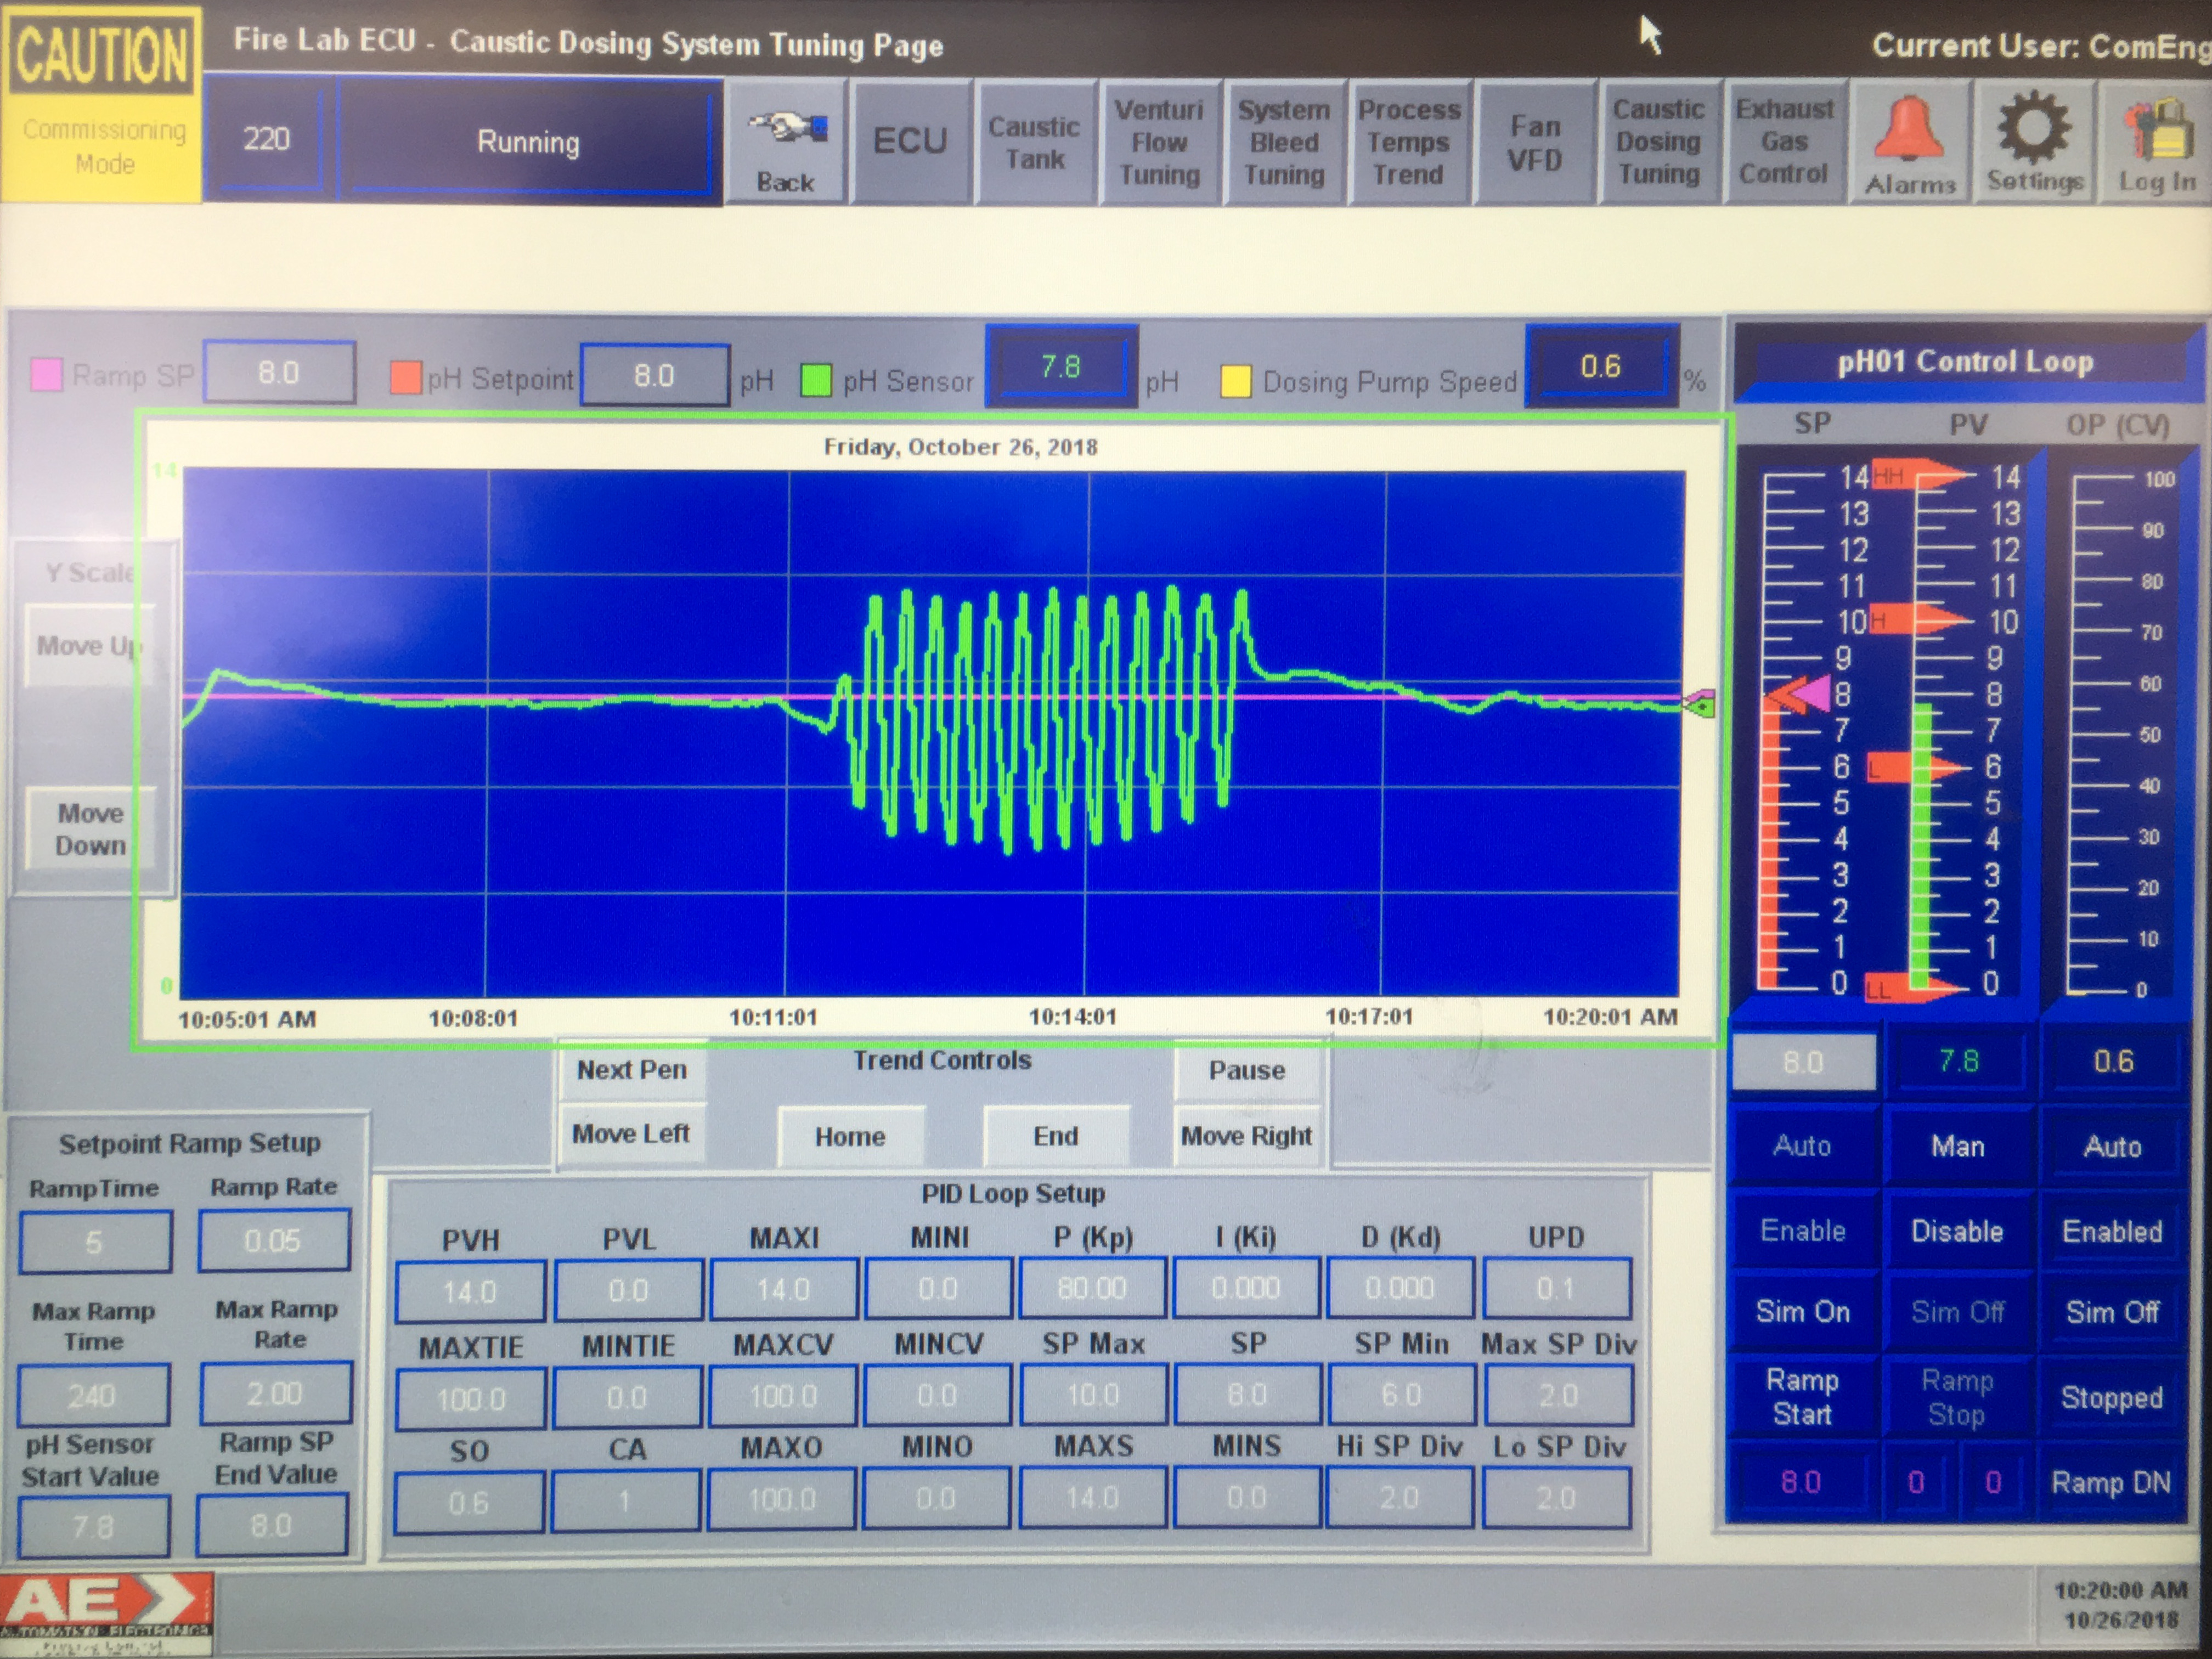 CAUTION
Commissioning
Mode
Fire Lab ECU - Caustic Dosing System Tuning Page
Current User: ComEng
220
Running
Back
ECU
Caustic
Tank
Venturi
Flow
Tuning
System
Bleed
Tuning
Process
Temps
Trend
Fan
VFD
Caustic
Dosing
Tuning
Exhaust
Gas
Control
Alarms
Settings
Log In
Ramp SP 8.0
pH Setpoint 8.0 pH
pH Sensor 7.8 pH
Dosing Pump Speed 0.6 %
Friday, October 26, 2018
14
0
10:05:01 AM 10:08:01 10:11:01 10:14:01 10:17:01 10:20:01 AM
Y Scale
Move Up
Move
Down
Next Pen
Trend Controls
Pause
Move Left
Home
End
Move Right
pH01 Control Loop
SP PV OP (CV)
14 HH 14 100
13 13 90
12 12
11 11 80
10 H 10 70
9 9
8 8 60
7 7 50
6 L 6
5 5 40
4 4 30
3 3
2 2 20
1 1 10
0 LL 0 0
8.0 7.8 0.6
Auto Man Auto
Enable Disable Enabled
Sim On Sim Off Sim Off
Ramp
Start
Ramp
Stop
Stopped
8.0 0 0 Ramp DN
Setpoint Ramp Setup
RampTime Ramp Rate
5 0.05
Max Ramp
Time
Max Ramp
Rate
240 2.00
pH Sensor
Start Value
Ramp SP
End Value
7.8 8.0
PID Loop Setup
PVH PVL MAXI MINI P (Kp) I (Ki) D (Kd) UPD
14.0 0.0 14.0 0.0 80.00 0.000 0.000 0.1
MAXTIE MINTIE MAXCV MINCV SP Max SP SP Min Max SP Div
100.0 0.0 100.0 0.0 10.0 8.0 6.0 2.0
SO CA MAXO MINO MAXS MINS Hi SP Div Lo SP Div
0.6 1 100.0 0.0 14.0 0.0 2.0 2.0
AE
AUTOMATION ELECTRONICS
10:20:00 AM
10/26/2018